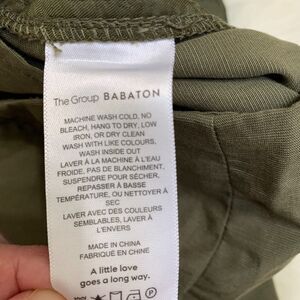 The Group BABATON
MACHINE WASH COLD, NO
BLEACH, HANG TO DRY, LOW
IRON, OR DRY CLEAN
WASH WITH LIKE COLOURS,
WASH INSIDE OUT
LAVER À LA MACHINE À L'EAU
FROIDE, PAS DE BLANCHIMENT,
SUSPENDRE POUR SÉCHER,
REPASSER À BASSE
TEMPÉRATURE, OU NETTOYER À
SEC
LAVER AVEC DES COULEURS
SEMBLABLES, LAVER À
L'ENVERS
MADE IN CHINA
FABRIQUE EN CHINE
A little love
goes a long way.